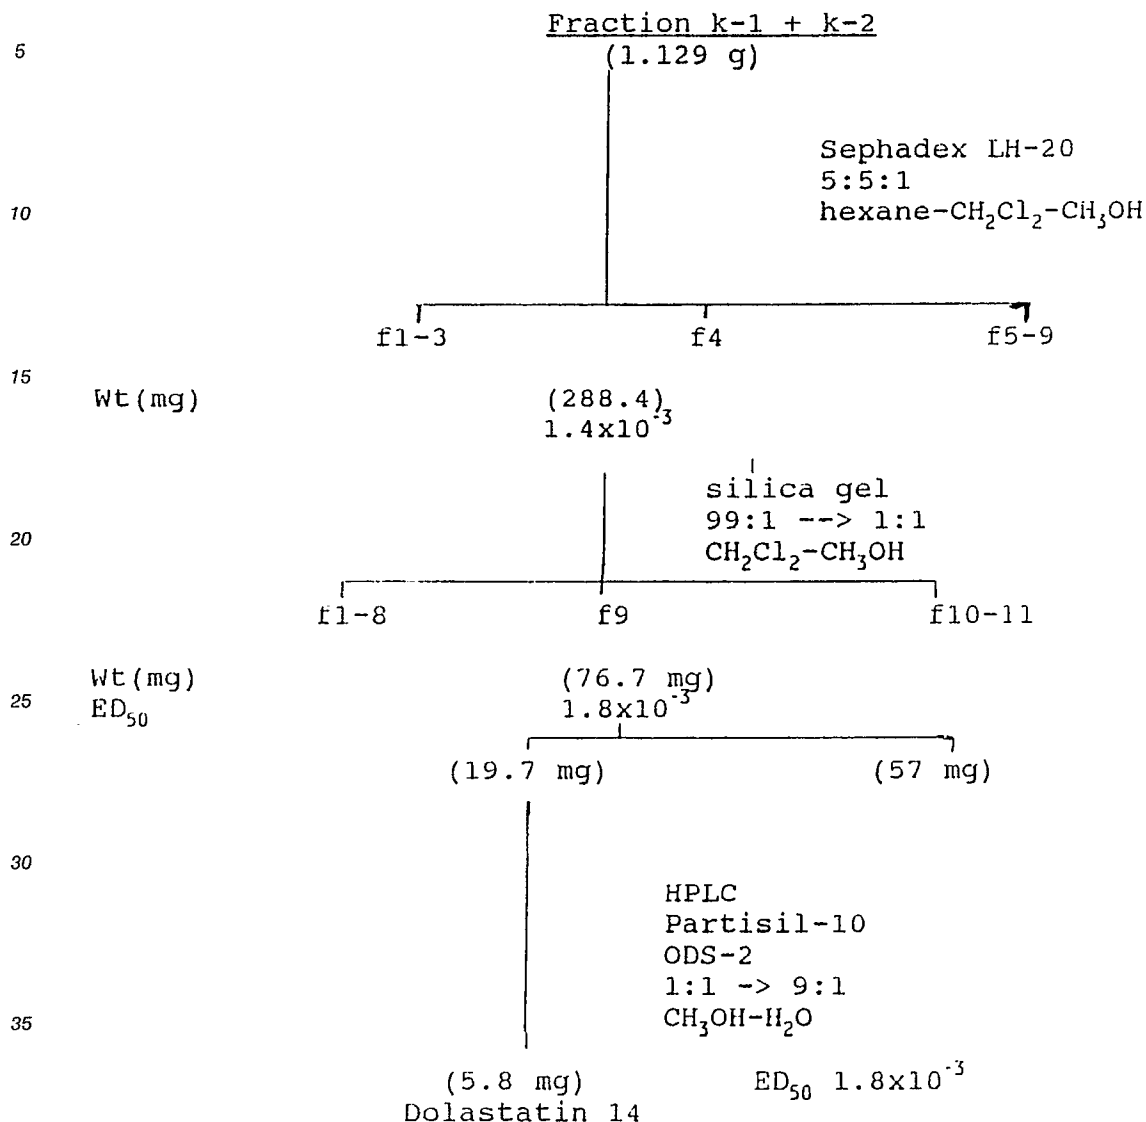 Fraction k-1 + k-2
5
(1.129 g)
Sephadex LH-20
5:5:1
10
hexane-CH₂Cl₂-CH₃OH
f1-3 f4 f5-9
15
Wt(mg) (288.4)
1.4x10⁻³
silica gel
99:1 --> 1:1
20
CH₂Cl₂-CH₃OH
f1-8 f9 f10-11
Wt(mg) (76.7 mg)
25
ED₅₀ 1.8x10⁻³
(19.7 mg) (57 mg)
30
HPLC
Partisil-10
ODS-2
1:1 -> 9:1
35
CH₃OH-H₂O
(5.8 mg) ED₅₀ 1.8x10⁻³
Dolastatin 14